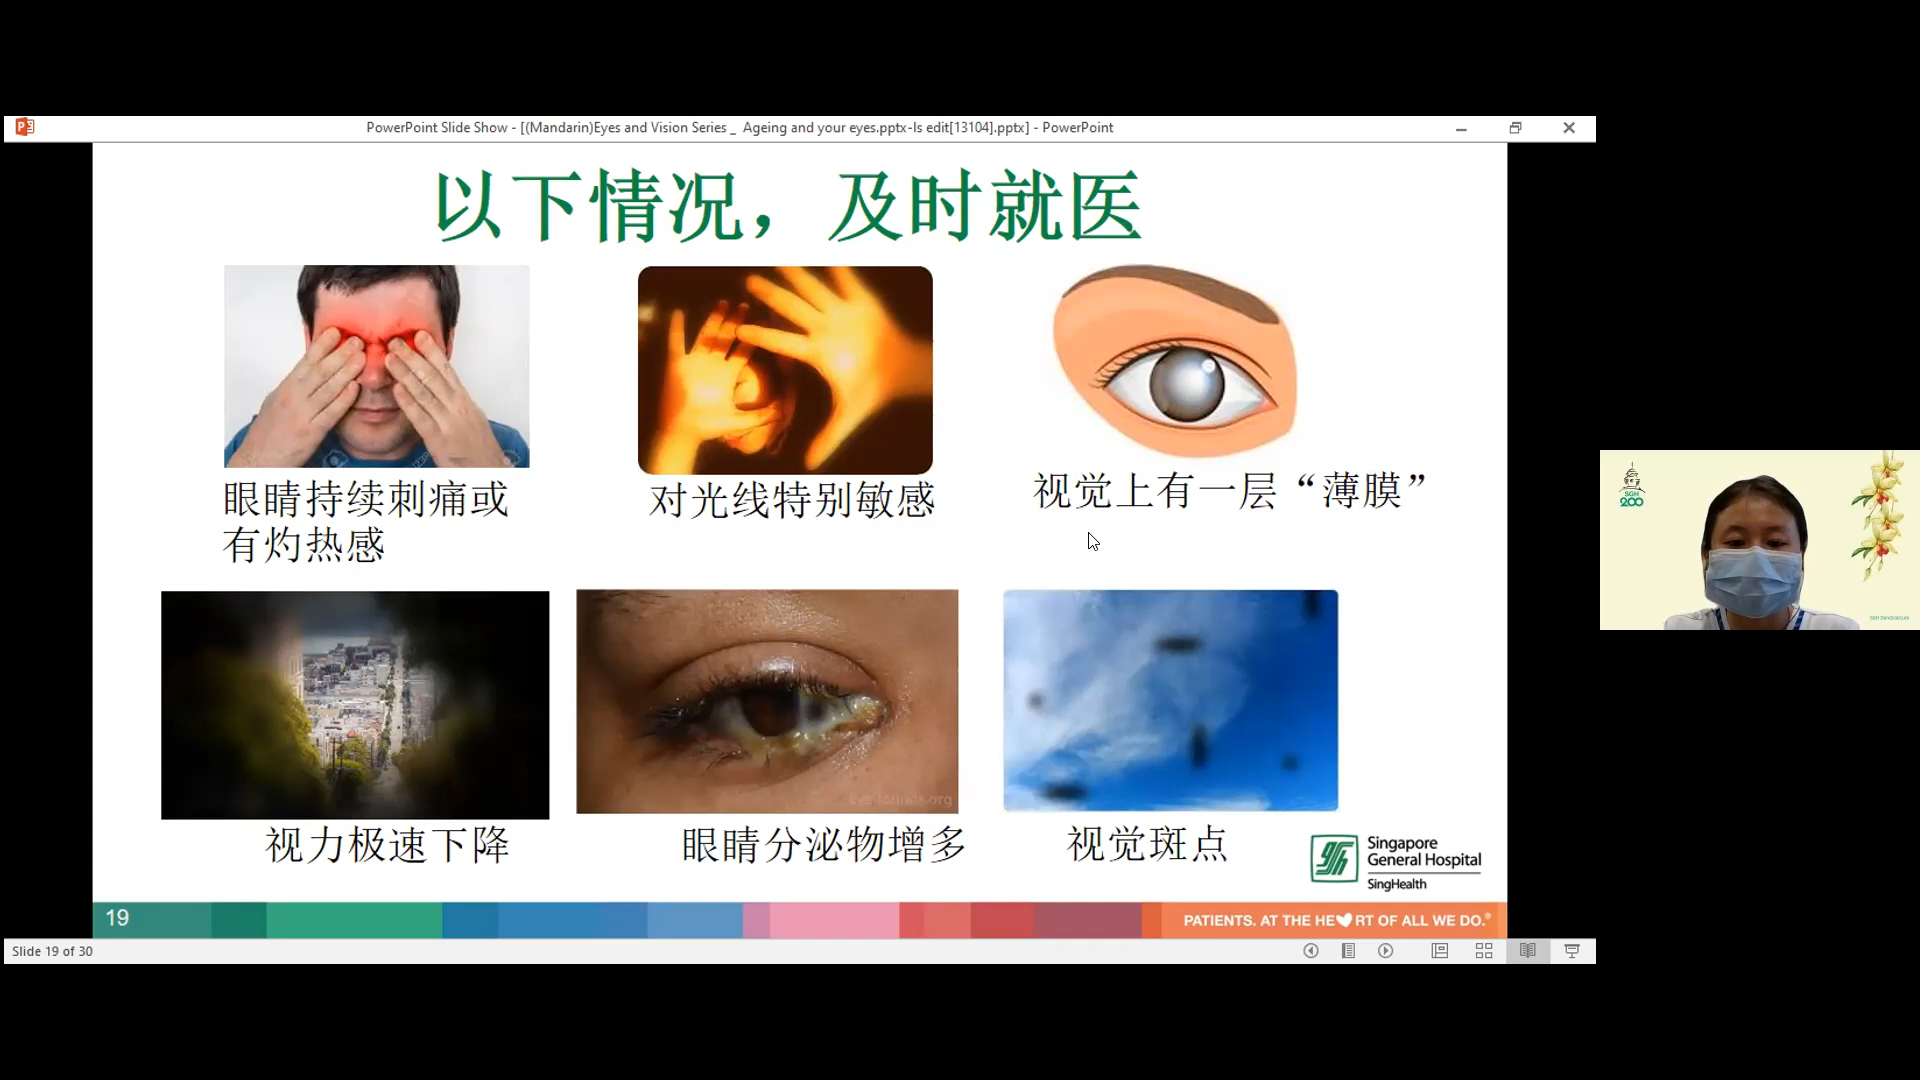 PowerPoint Slide Show - [(Mandarin)Eyes and Vision Series _ Ageing and your eyes.pptx-ls edit[13104].pptx] - PowerPoint
以下情况，及时就医
眼睛持续刺痛或
有灼热感
对光线特别敏感
视觉上有一层“薄膜”
视力极速下降
眼睛分泌物增多
视觉斑点
Singapore
General Hospital
SingHealth
19
PATIENTS. AT THE HE RT OF ALL WE DO.®
Slide 19 of 30
SGH
200